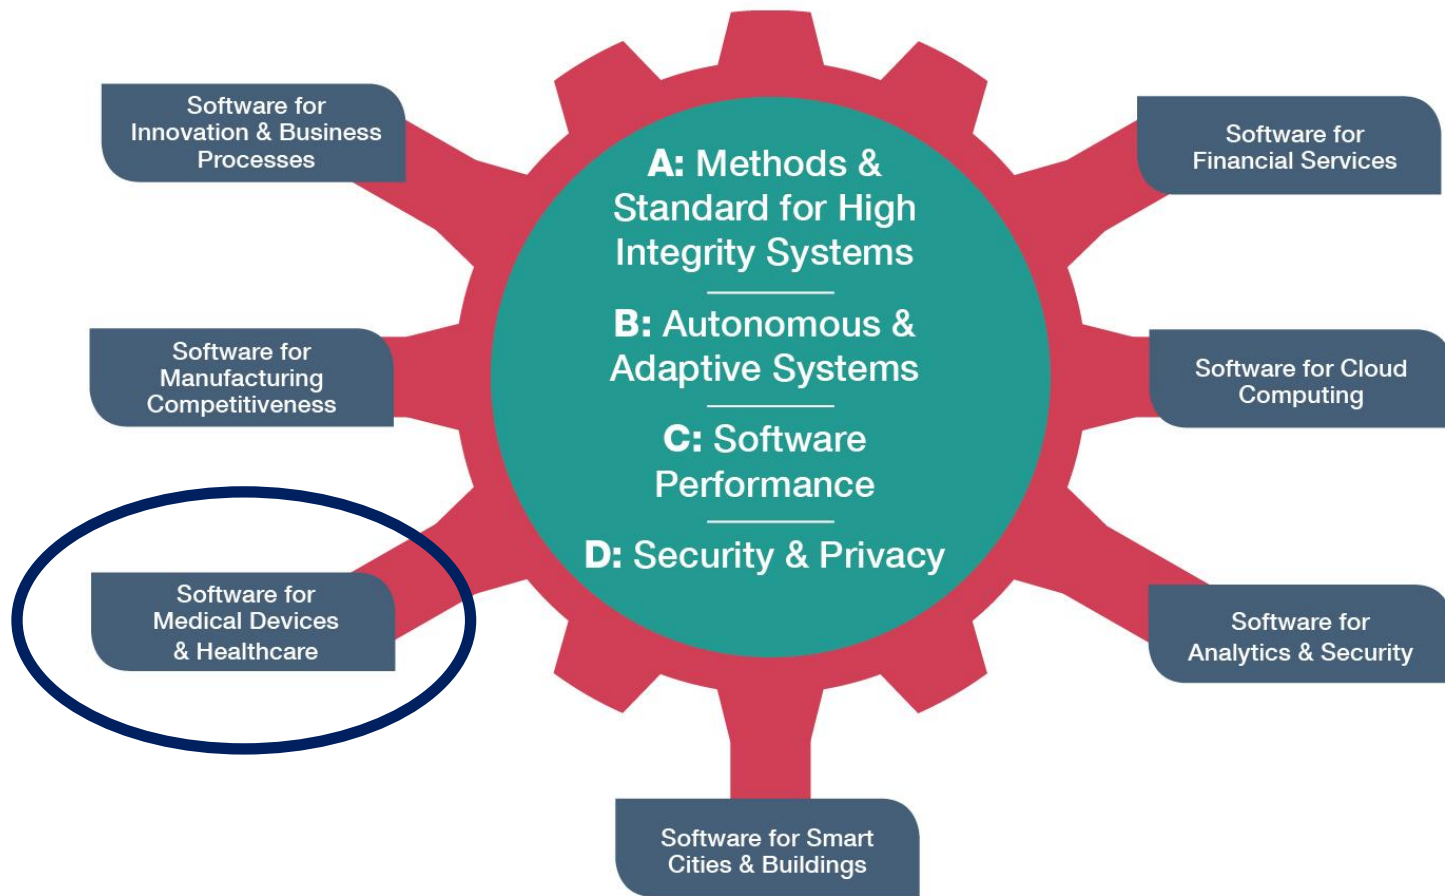 Software for
Innovation & Business
Processes
Software for
Manufacturing
Competitiveness
Software for
Medical Devices
& Healthcare
A: Methods &
Standard for High
Integrity Systems
B: Autonomous &
Adaptive Systems
C: Software
Performance
D: Security & Privacy
Software for
Financial Services
Software for Cloud
Computing
Software for
Analytics & Security
Software for Smart
Cities & Buildings